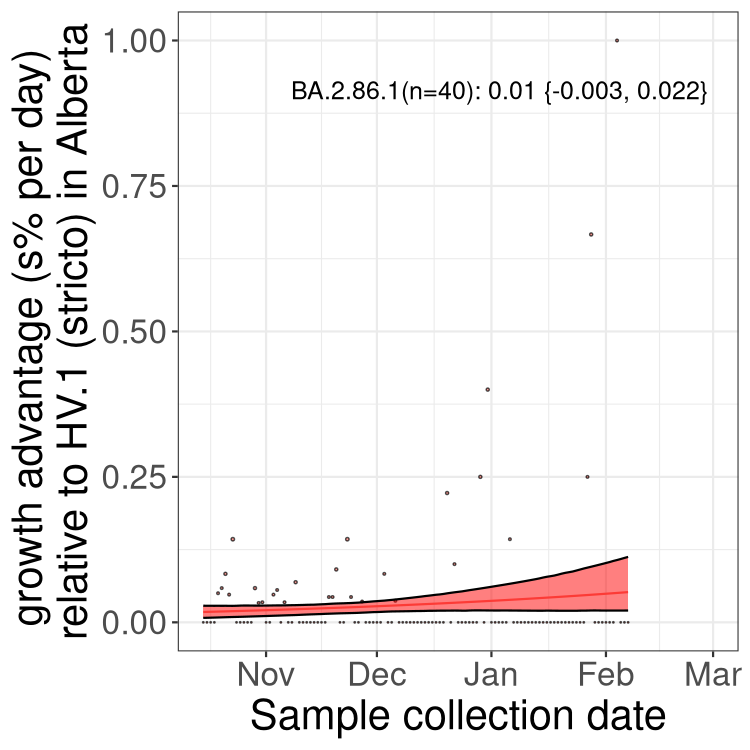 growth advantage (s% per day)
relative to HV.1 (stricto) in Alberta
1.00
0.75
0.50
0.25
0.00
BA.2.86.1(n=40): 0.01 {-0.003, 0.022}
Nov Dec Jan Feb Mar
Sample collection date